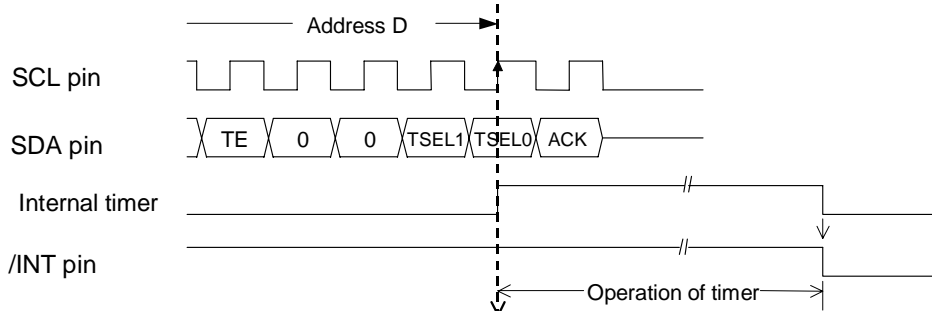 Address D
SCL pin
SDA pin TE 0 0 TSEL1 TSEL0 ACK
Internal timer
/INT pin
Operation of timer